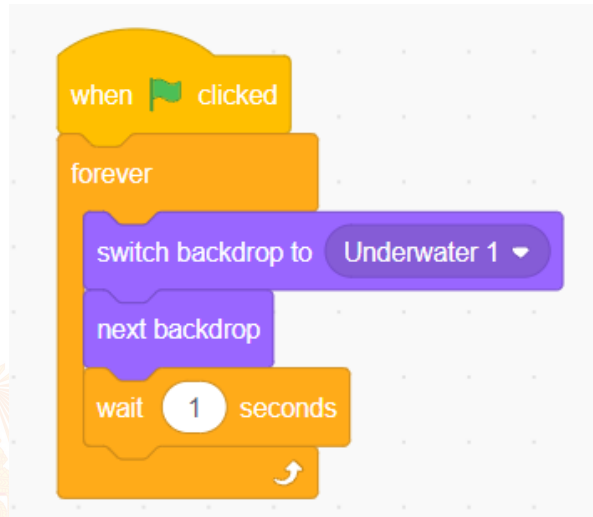 when clicked
forever
switch backdrop to Underwater 1
next backdrop
wait 1 seconds